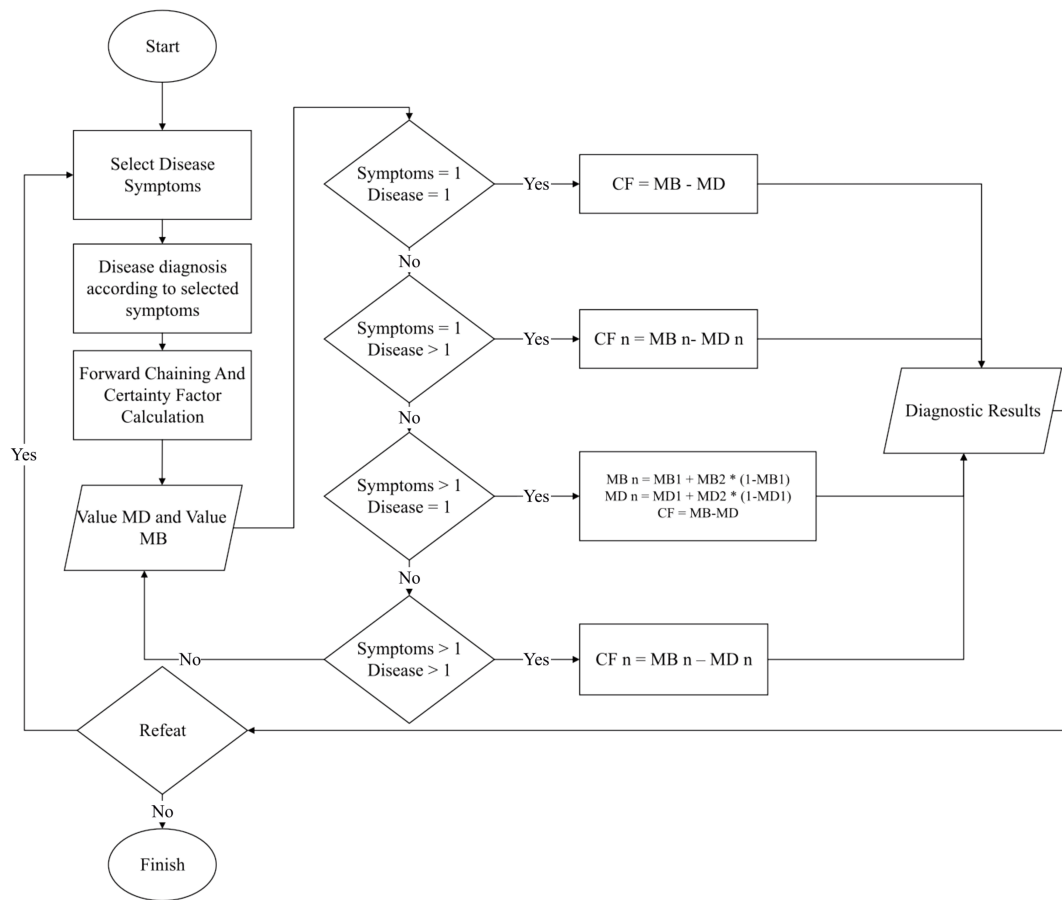 Start
Select Disease
Symptoms
Disease diagnosis
according to selected
symptoms
Forward Chaining And
Certainty Factor
Calculation
Value MD and Value
MB
Symptoms = 1
Disease = 1
Yes
CF = MB - MD
No
Symptoms = 1
Disease > 1
Yes
CF n = MB n- MD n
No
Symptoms > 1
Disease = 1
Yes
MB n = MB1 + MB2 * (1-MB1)
MD n = MD1 + MD2 * (1-MD1)
CF = MB-MD
No
Symptoms > 1
Disease > 1
Yes
CF n = MB n – MD n
No
Diagnostic Results
Refeat
Yes
No
Finish